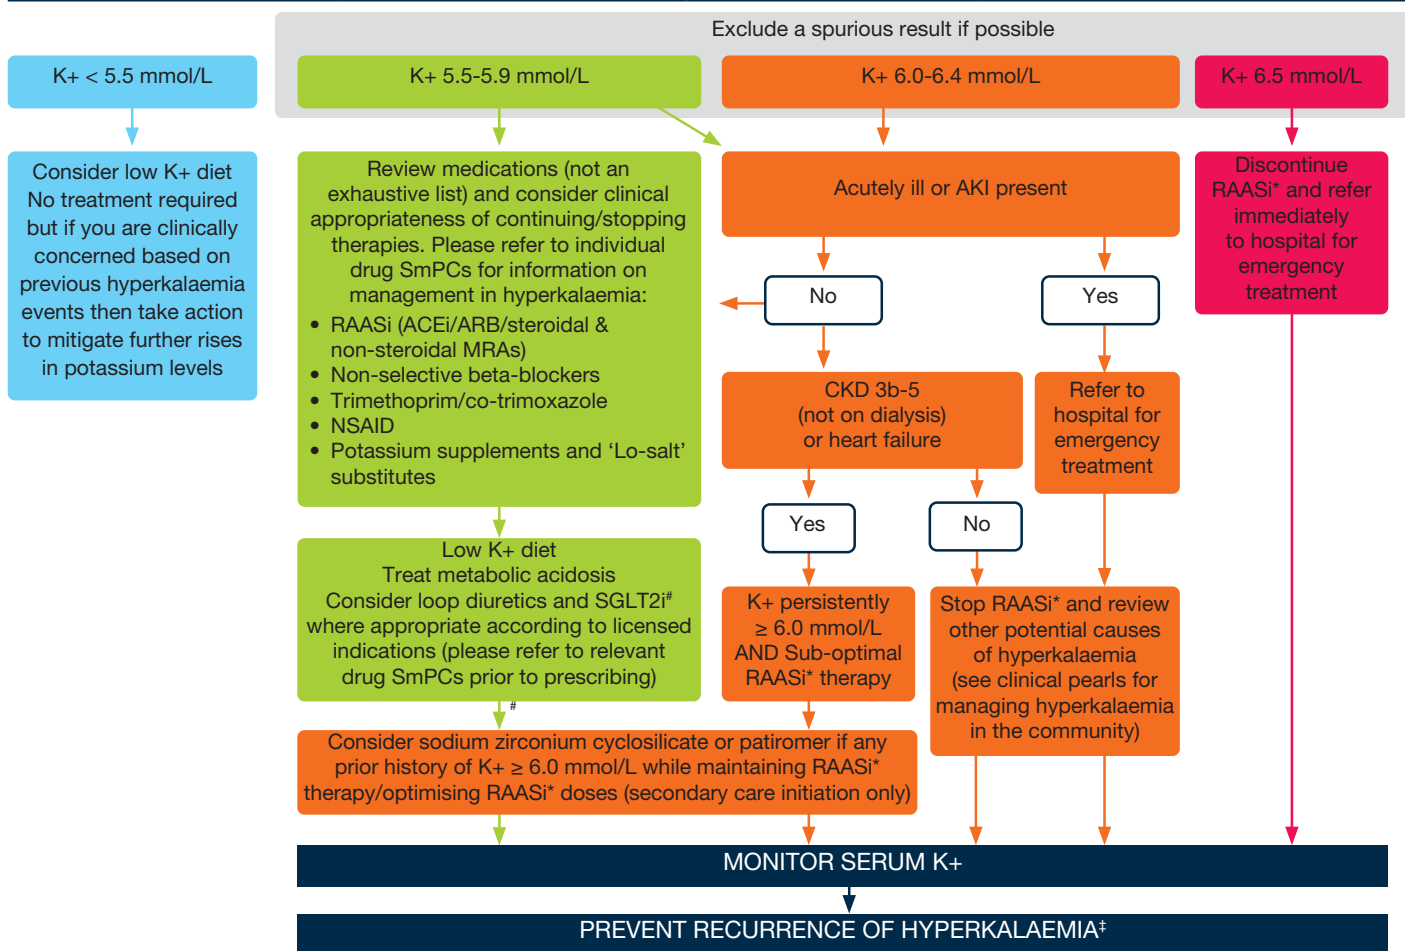 Exclude a spurious result if possible
K+ < 5.5 mmol/L
K+ 5.5-5.9 mmol/L
K+ 6.0-6.4 mmol/L
K+ 6.5 mmol/L
Consider low K+ diet
No treatment required
but if you are clinically
concerned based on
previous hyperkalaemia
events then take action
to mitigate further rises
in potassium levels
Review medications (not an
exhaustive list) and consider clinical
appropriateness of continuing/stopping
therapies. Please refer to individual
drug SmPCs for information on
management in hyperkalaemia:
• RAASi (ACEi/ARB/steroidal &
non-steroidal MRAs)
• Non-selective beta-blockers
• Trimethoprim/co-trimoxazole
• NSAID
• Potassium supplements and ‘Lo-salt’
substitutes
Acutely ill or AKI present
Discontinue
RAASi* and refer
immediately
to hospital for
emergency
treatment
No
Yes
CKD 3b-5
(not on dialysis)
or heart failure
Refer to
hospital for
emergency
treatment
Yes
No
Low K+ diet
Treat metabolic acidosis
Consider loop diuretics and SGLT2i#
where appropriate according to licensed
indications (please refer to relevant
drug SmPCs prior to prescribing)
#
K+ persistently
≥ 6.0 mmol/L
AND Sub-optimal
RAASi* therapy
Stop RAASi* and review
other potential causes
of hyperkalaemia
(see clinical pearls for
managing hyperkalaemia
in the community)
Consider sodium zirconium cyclosilicate or patiromer if any
prior history of K+ ≥ 6.0 mmol/L while maintaining RAASi*
therapy/optimising RAASi* doses (secondary care initiation only)
MONITOR SERUM K+
PREVENT RECURRENCE OF HYPERKALAEMIA‡